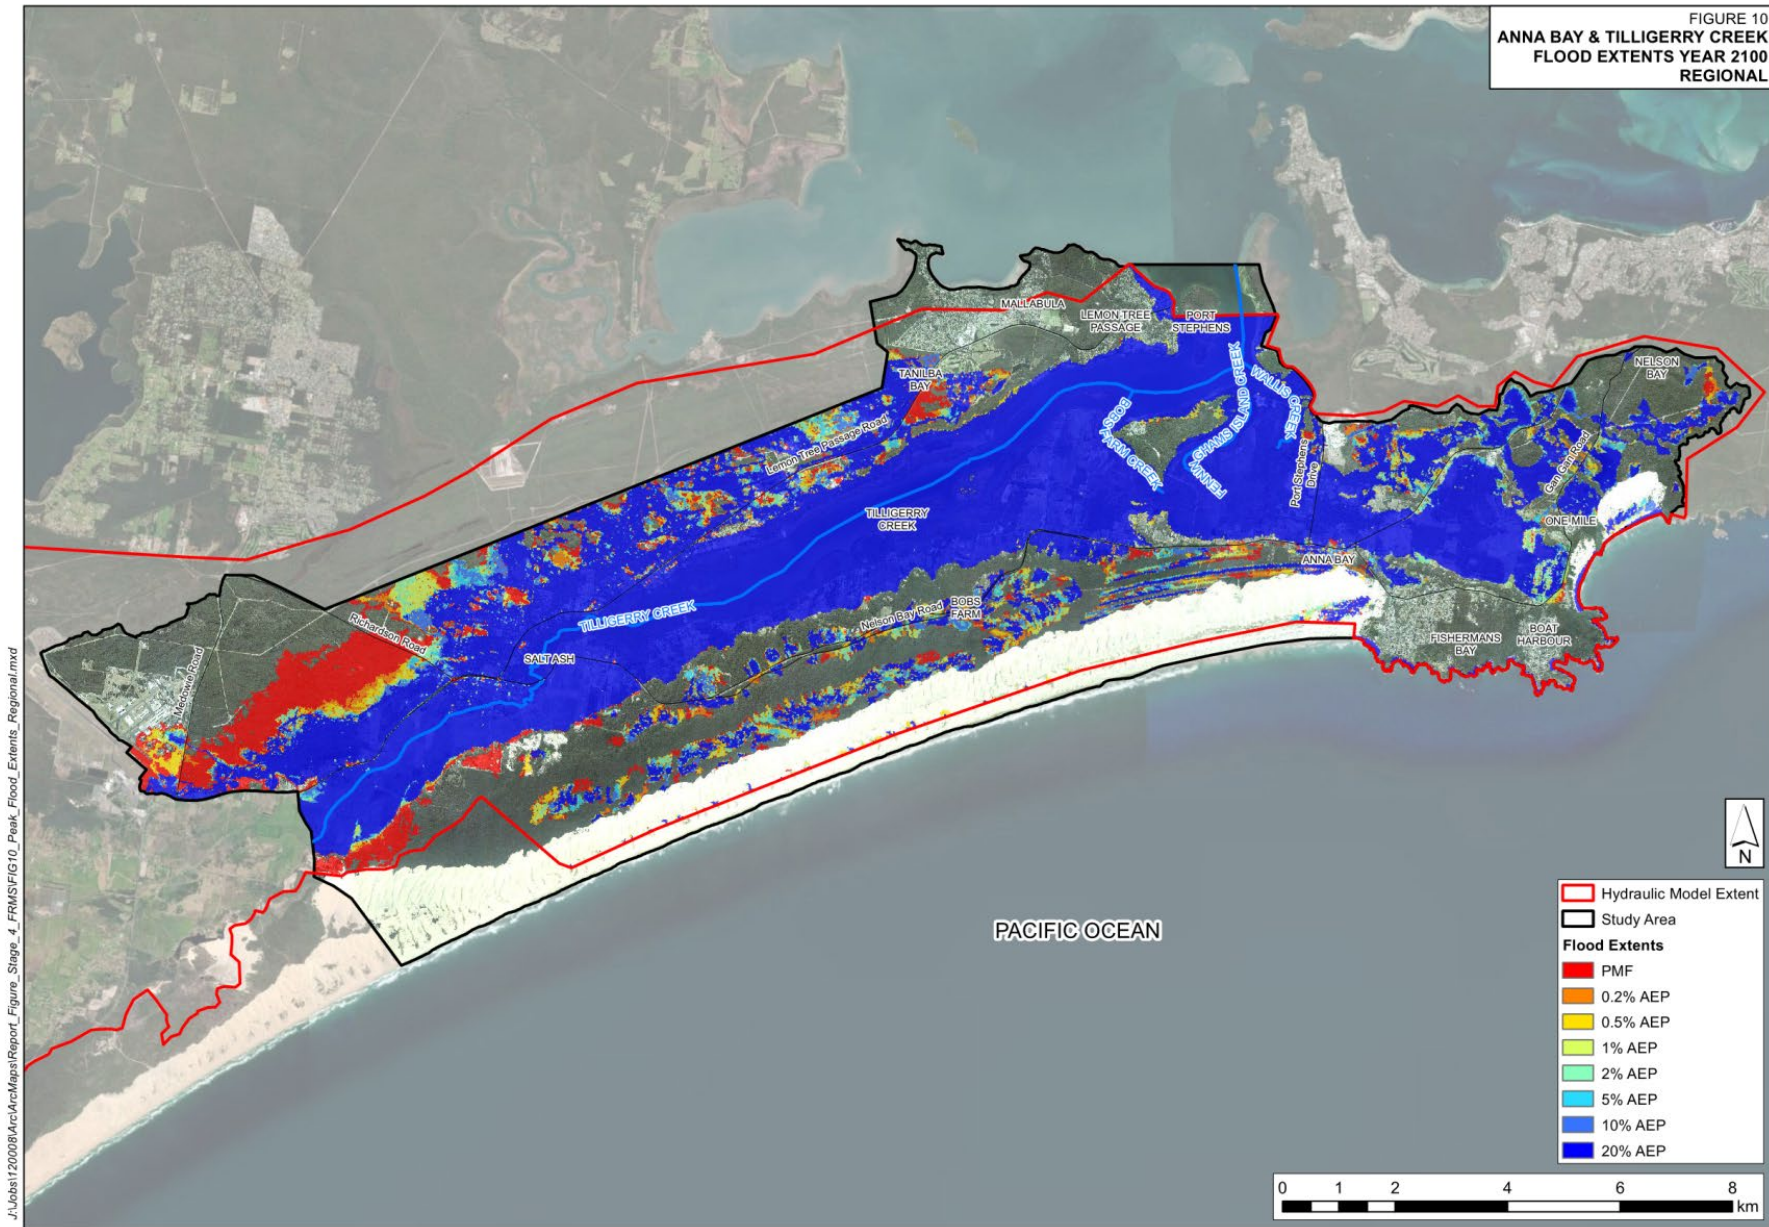 FIGURE 10
ANNA BAY & TILLIGERRY CREEK
FLOOD EXTENTS YEAR 2100
REGIONAL
MALLABULA
LEMON TREE
PASSAGE
PORT
STEPHENS
TANILBA
BAY
NELSON
BAY
WALLIS CREEK
FENNINGHAMS ISLAND CREEK
BOBS FARM CREEK
Lemon Tree Passage Road
Port Stephens
Drive
Gan Gan Road
TILLIGERRY
CREEK
ONE MILE
ANNA BAY
TILLIGERRY CREEK
BOBS
FARM
Nelson Bay Road
Richardson Road
Medowie Road
SALT ASH
FISHERMANS
BAY
BOAT
HARBOUR
PACIFIC OCEAN
N
Hydraulic Model Extent
Study Area
Flood Extents
PMF
0.2% AEP
0.5% AEP
1% AEP
2% AEP
5% AEP
10% AEP
20% AEP
0 1 2 4 6 8
km
J:\Jobs\120008\Arc\ArcMaps\Report_Figure_Stage_4_FRMS\FIG10_Peak_Flood_Extents_Regional.mxd